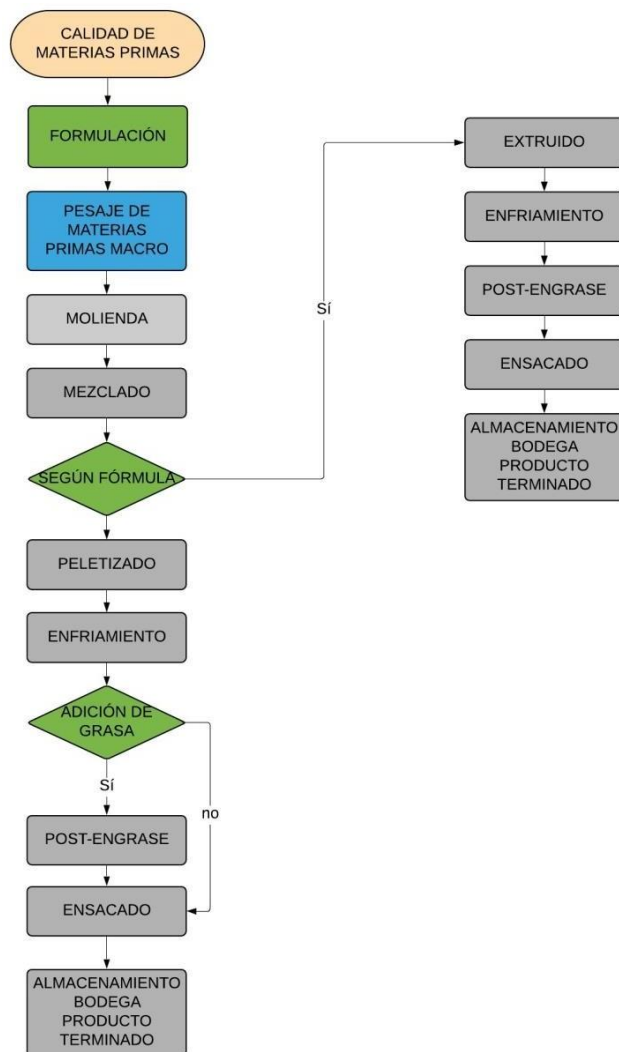 CALIDAD DE
MATERIAS PRIMAS
FORMULACIÓN
PESAJE DE
MATERIAS
PRIMAS MACRO
MOLIENDA
MEZCLADO
SEGÚN FÓRMULA
PELETIZADO
ENFRIAMIENTO
ADICIÓN DE
GRASA
Sí
no
POST-ENGRASE
ENSACADO
ALMACENAMIENTO
BODEGA
PRODUCTO
TERMINADO
Sí
EXTRUIDO
ENFRIAMIENTO
POST-ENGRASE
ENSACADO
ALMACENAMIENTO
BODEGA
PRODUCTO
TERMINADO